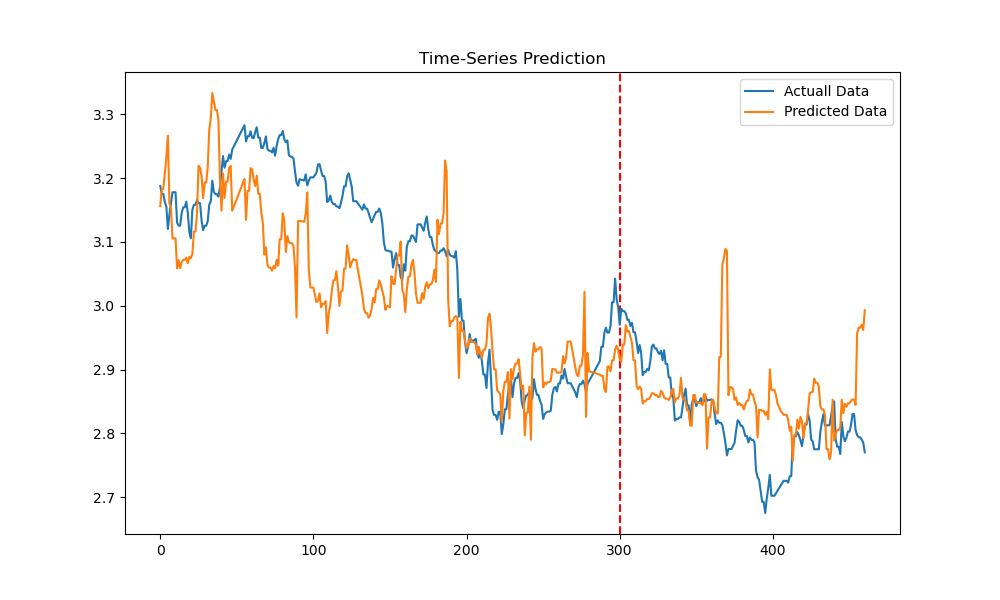 Time-Series Prediction
Actuall Data
Predicted Data
3.3
3.2
3.1
3.0
2.9
2.8
2.7
0 100 200 300 400